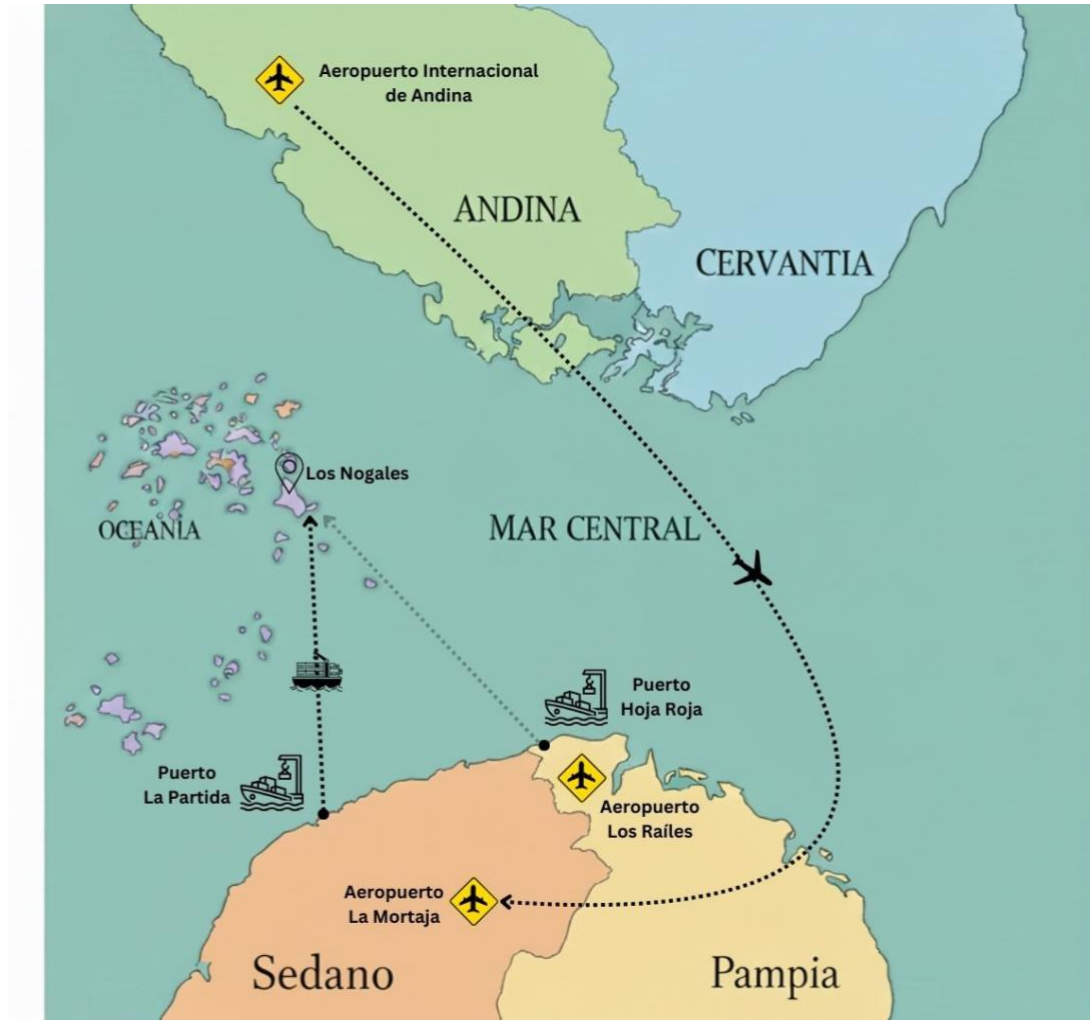 Aeropuerto Internacional
de Andina
ANDINA
CERVANTIA
Los Nogales
OCEANÍA
MAR CENTRAL
Puerto
Hoja Roja
Puerto
La Partida
Aeropuerto
Los Raíles
Aeropuerto
La Mortaja
Sedano
Pampia